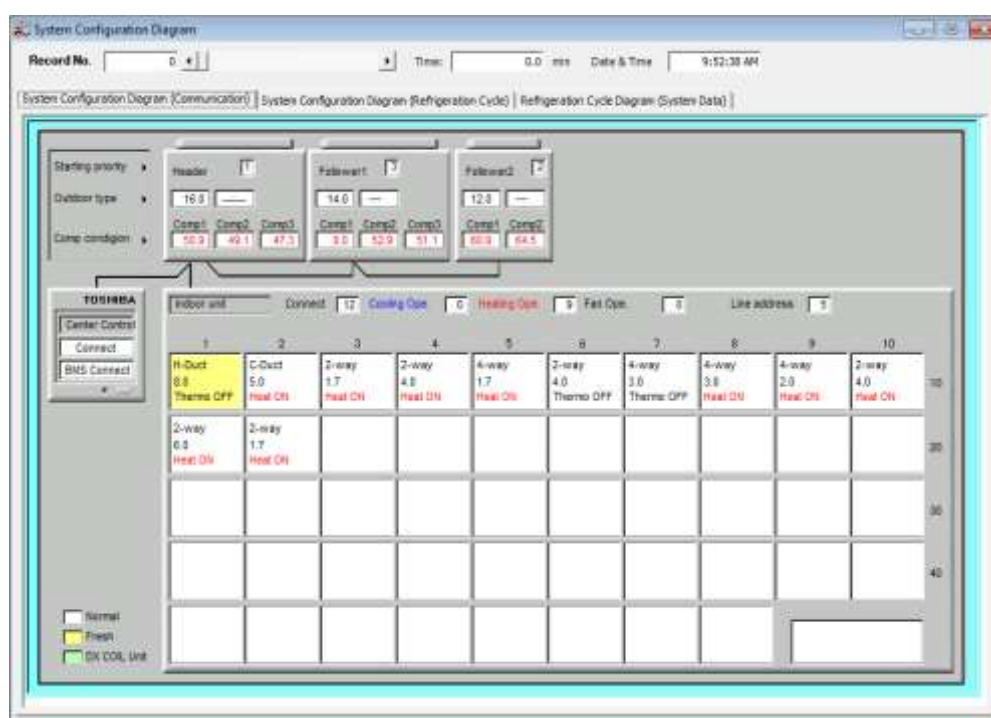 System Configuration Diagram
Record No. 0 Time: 0.0 min Date & Time 9:52:38 AM
System Configuration Diagram (Communication) System Configuration Diagram (Refrigeration Cycle) Refrigeration Cycle Diagram (System Data)
Starting priority Header 1 Follower1 3 Follower2 2
Outdoor type 16.0 ----- 14.0 --- 12.0 ---
Comp1 Comp2 Comp3 Comp1 Comp2 Comp3 Comp1 Comp2
Comp condigion 50.9 49.1 47.3 0.0 52.9 51.1 60.9 64.5
TOSHIBA
Center Control
Connect
BMS Connect
Indoor unit Connect 12 Cooling Ope. 0 Heating Ope. 9 Fan Ope. 0 Line address 5
1 2 3 4 5 6 7 8 9 10
H-Duct C-Duct 2-way 2-way 4-way 2-way 4-way 4-way 4-way 2-way
8.0 5.0 1.7 4.0 1.7 4.0 3.0 3.0 2.0 4.0 10
Thermo OFF Heat ON Heat ON Heat ON Heat ON Thermo OFF Thermo OFF Heat ON Heat ON Heat ON
2-way 2-way
6.0 1.7 20
Heat ON Heat ON
30
40
Normal
Fresh
DX COIL Unit